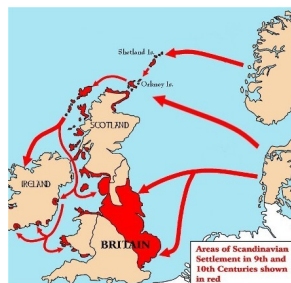 Shetland Is.
Orkney Is.
SCOTLAND
IRELAND
BRITAIN
Areas of Scandinavian
Settlement in 9th and
10th Centuries shown
in red